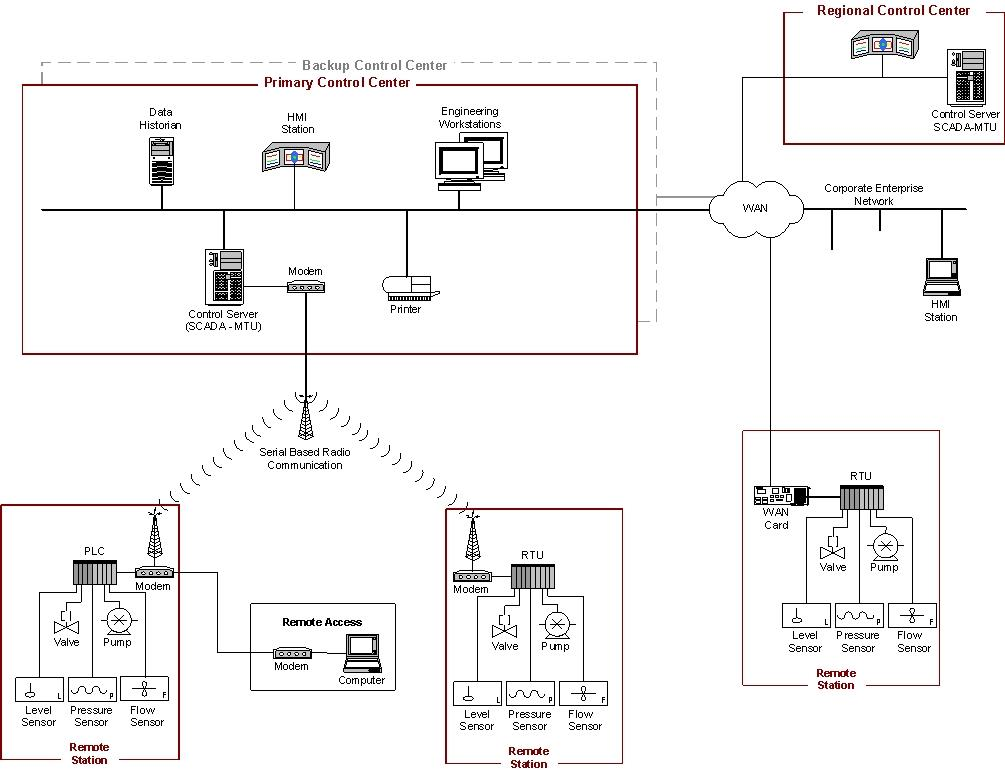 Regional Control Center
Control Server
SCADA-MTU
Backup Control Center
Primary Control Center
Data
Historian
HMI
Station
Engineering
Workstations
Control Server
(SCADA - MTU)
Modem
Printer
WAN
Corporate Enterprise
Network
HMI
Station
Serial Based Radio
Communication
PLC
Modem
Valve
Pump
L
P
F
Level
Sensor
Pressure
Sensor
Flow
Sensor
Remote
Station
Remote Access
Modem
Computer
RTU
Modem
Valve
Pump
L
P
F
Level
Sensor
Pressure
Sensor
Flow
Sensor
Remote
Station
RTU
WAN
Card
Valve
Pump
L
P
F
Level
Sensor
Pressure
Sensor
Flow
Sensor
Remote
Station